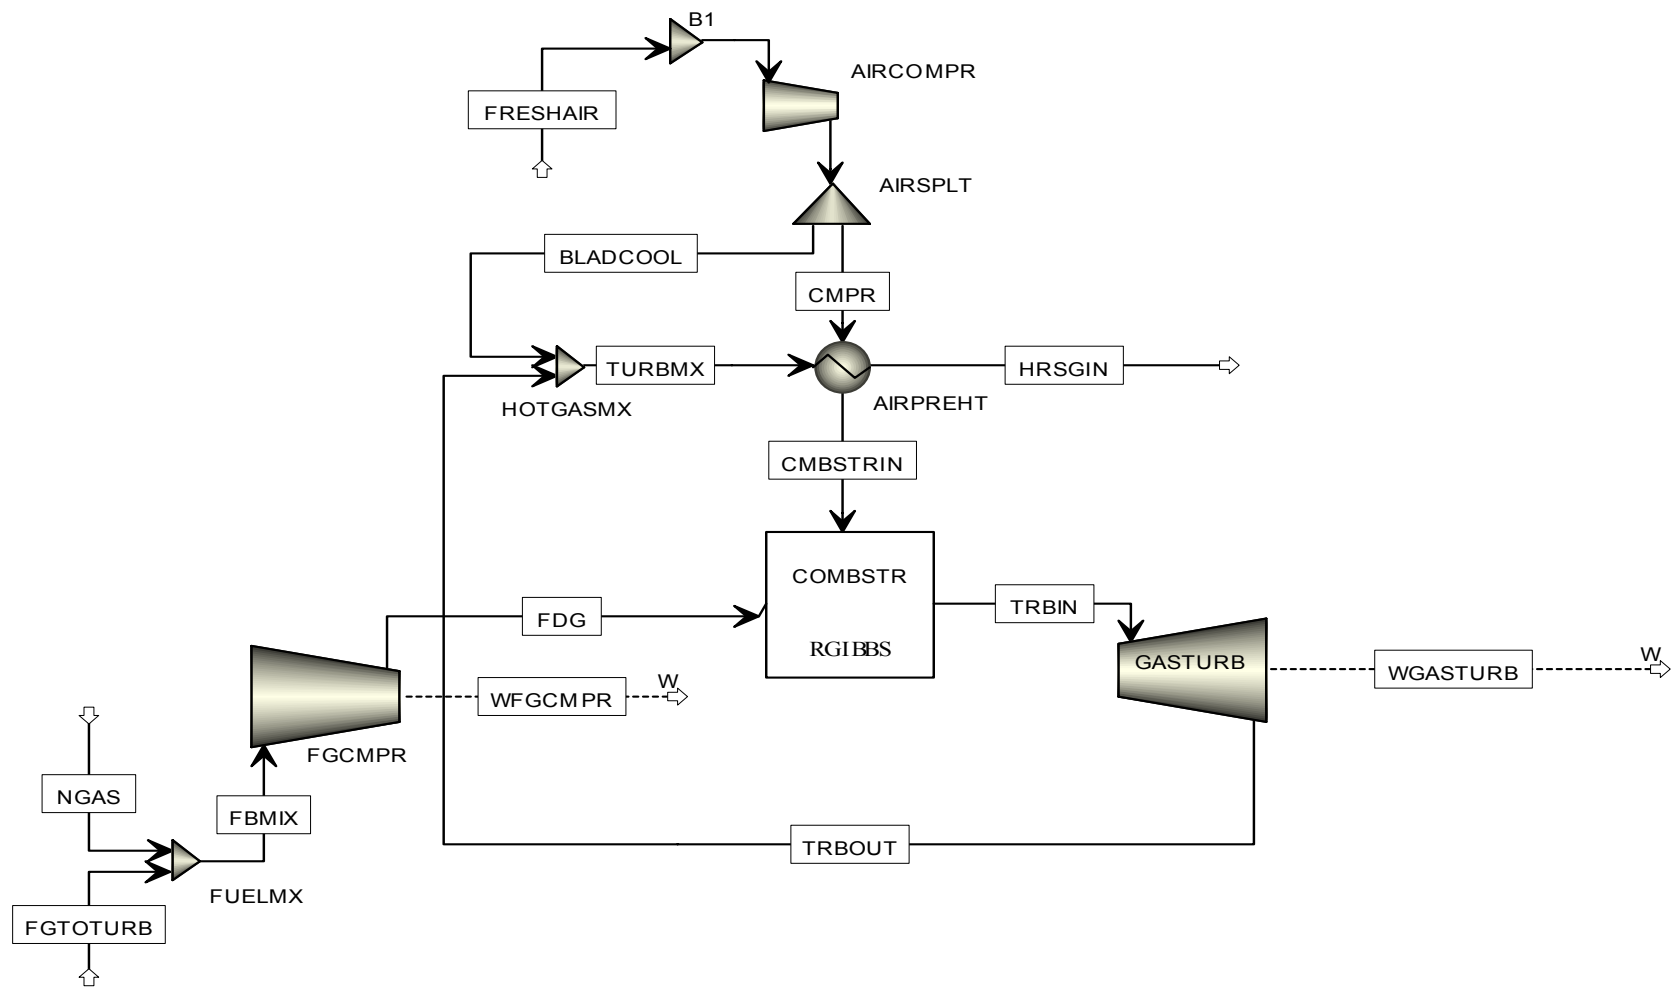 B1
AIRCOMPR
FRESHAIR
AIRSPLT
BLADCOOL
CMPR
TURBMX
HRSGIN
HOTGASMX
AIRPREHT
CMBSTRIN
COMBSTR
RGIBBS
FDG
TRBIN
GASTURB
W
WGASTURB
W
WFGCMPR
FGCMPR
NGAS
FBMIX
TRBOUT
FUELMX
FGTOTURB